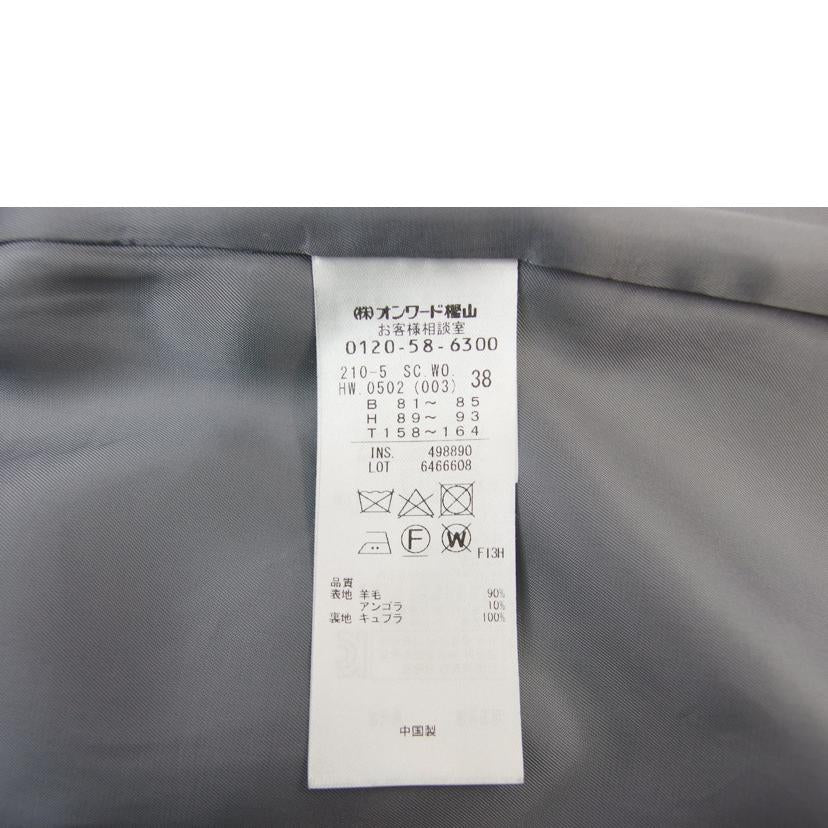 (株)オンワード樫山
お客様相談室
0120-58-6300
210-5 SC.WO.
HW.0502 (003) 38
B 81~ 85
H 89~ 93
T158~164
INS. 498890
LOT 6466608
F
W
F13H
品質
表地 羊毛 90%
アンゴラ 10%
裏地 キュプラ 100%
中国製